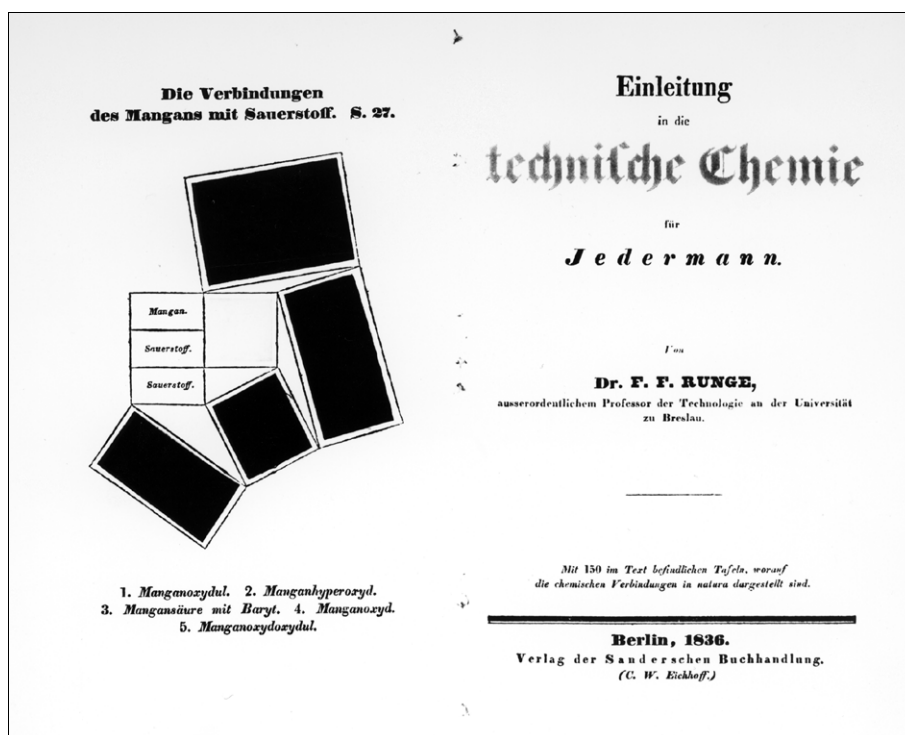 Die Verbindungen
des Mangans mit Sauerstoff. S. 27.
Mangan.
Sauerstoff.
Sauerstoff.
1. Manganoxydul. 2. Manganhyperoxyd.
3. Mangansäure mit Baryt. 4. Manganoxyd.
5. Manganoxydoxydul.
Einleitung
in die
techniſche Chemie
für
Jedermann.
Von
Dr. F. F. RUNGE,
ausserordentlichem Professor der Technologie an der Universität
zu Breslau.
Mit 150 im Text befindlichen Tafeln, worauf
die chemischen Verbindungen in natura dargestellt sind.
Berlin, 1836.
Verlag der Sanderschen Buchhandlung.
(C. W. Eichhoff.)